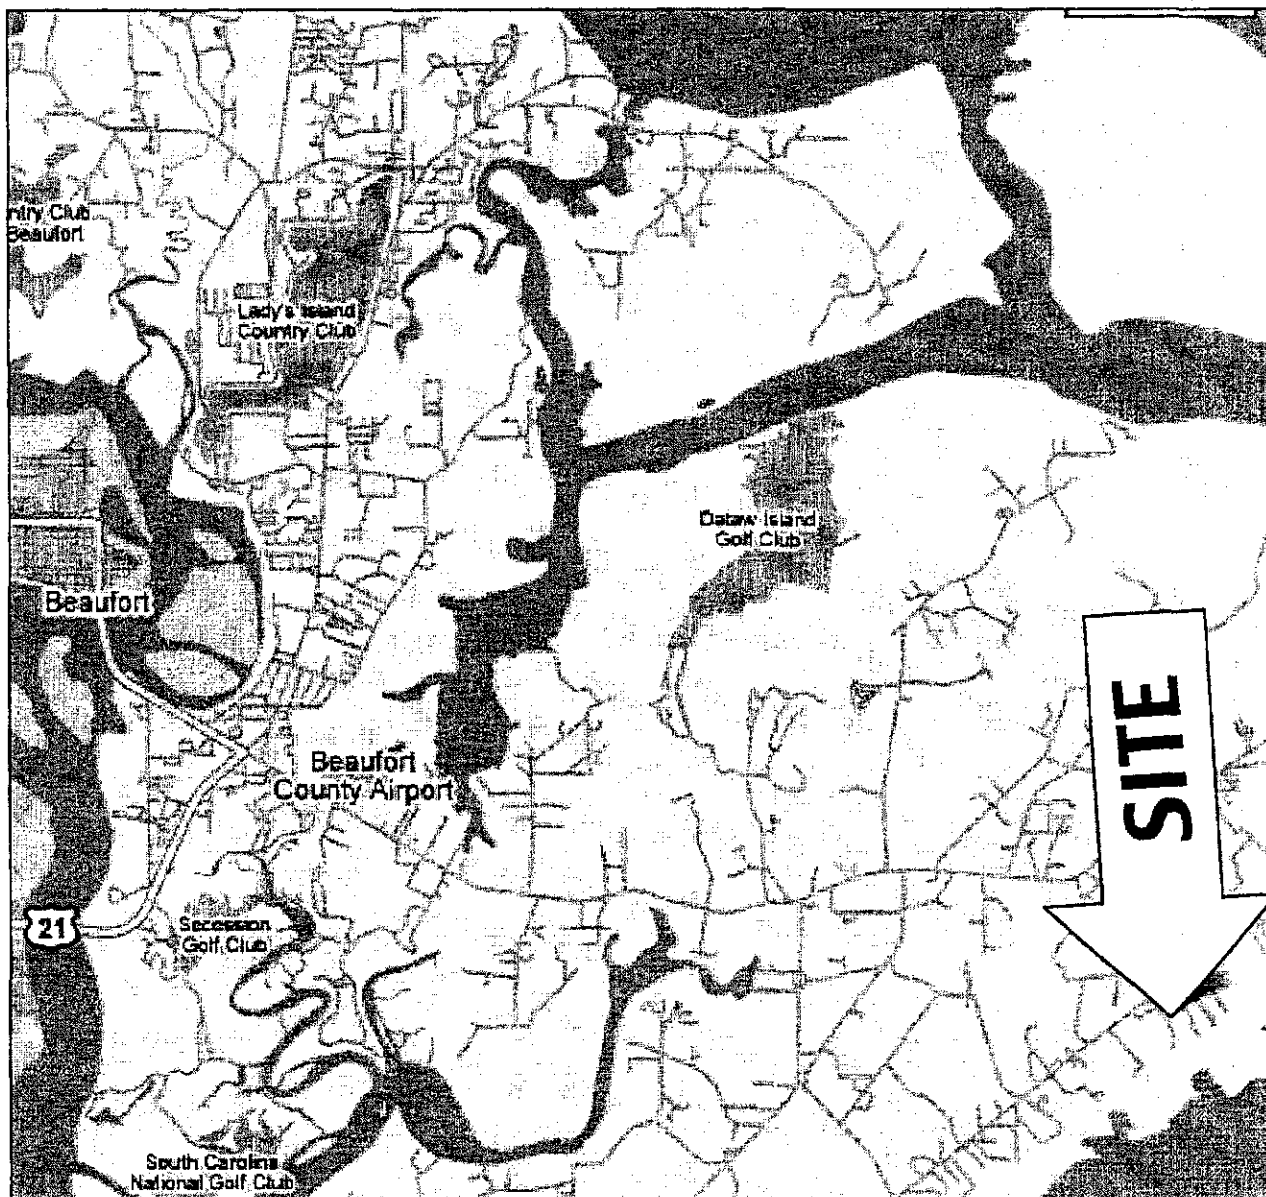 ntry Club
Beaufort
Lady's Island
Country Club
Dataw Island
Golf Club
Beaufort
SITE
Beaufort
County Airport
21
Secession
Golf Club
South Carolina
National Golf Club